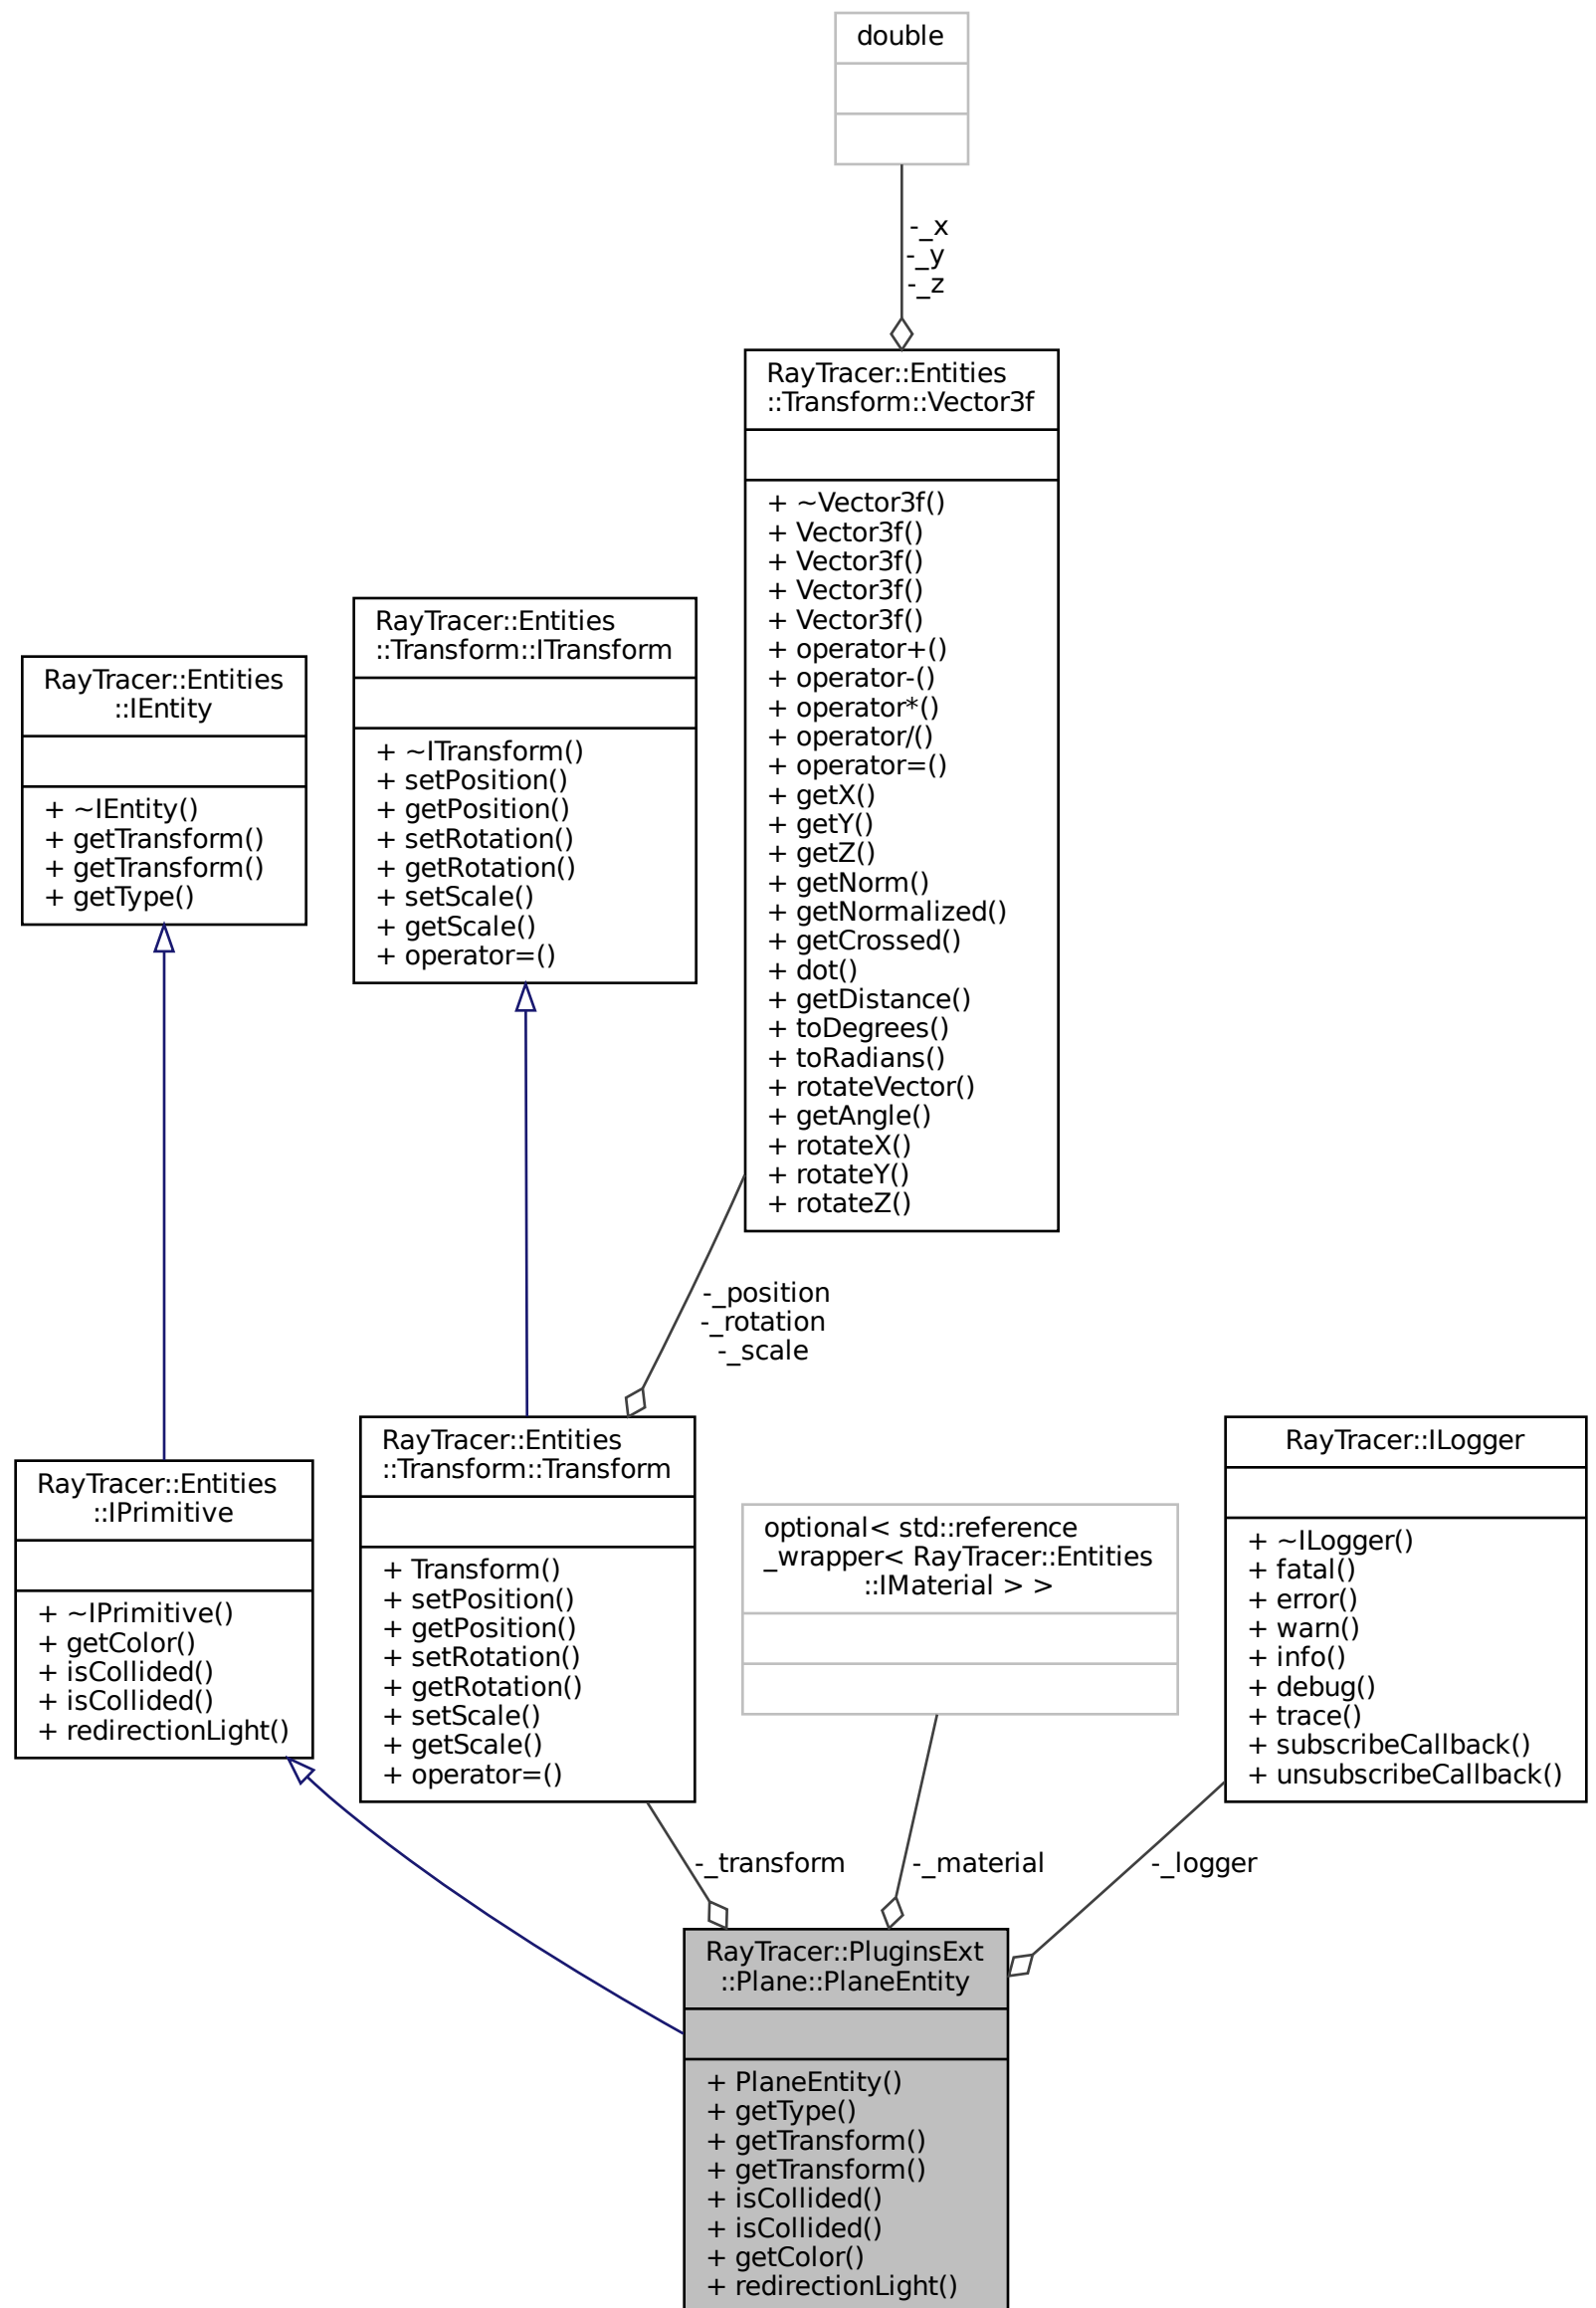 double
-_x
-_y
-_z
RayTracer::Entities
::Transform::Vector3f
+ ~Vector3f()
+ Vector3f()
+ Vector3f()
+ Vector3f()
+ Vector3f()
+ operator+()
+ operator-()
+ operator*()
+ operator/()
+ operator=()
+ getX()
+ getY()
+ getZ()
+ getNorm()
+ getNormalized()
+ getCrossed()
+ dot()
+ getDistance()
+ toDegrees()
+ toRadians()
+ rotateVector()
+ getAngle()
+ rotateX()
+ rotateY()
+ rotateZ()
RayTracer::Entities
::Transform::ITransform
+ ~ITransform()
+ setPosition()
+ getPosition()
+ setRotation()
+ getRotation()
+ setScale()
+ getScale()
+ operator=()
RayTracer::Entities
::IEntity
+ ~IEntity()
+ getTransform()
+ getTransform()
+ getType()
-_position
-_rotation
-_scale
RayTracer::Entities
::IPrimitive
+ ~IPrimitive()
+ getColor()
+ isCollided()
+ isCollided()
+ redirectionLight()
RayTracer::Entities
::Transform::Transform
+ Transform()
+ setPosition()
+ getPosition()
+ setRotation()
+ getRotation()
+ setScale()
+ getScale()
+ operator=()
optional< std::reference
_wrapper< RayTracer::Entities
::IMaterial > >
RayTracer::ILogger
+ ~ILogger()
+ fatal()
+ error()
+ warn()
+ info()
+ debug()
+ trace()
+ subscribeCallback()
+ unsubscribeCallback()
-_transform
-_material
-_logger
RayTracer::PluginsExt
::Plane::PlaneEntity
+ PlaneEntity()
+ getType()
+ getTransform()
+ getTransform()
+ isCollided()
+ isCollided()
+ getColor()
+ redirectionLight()